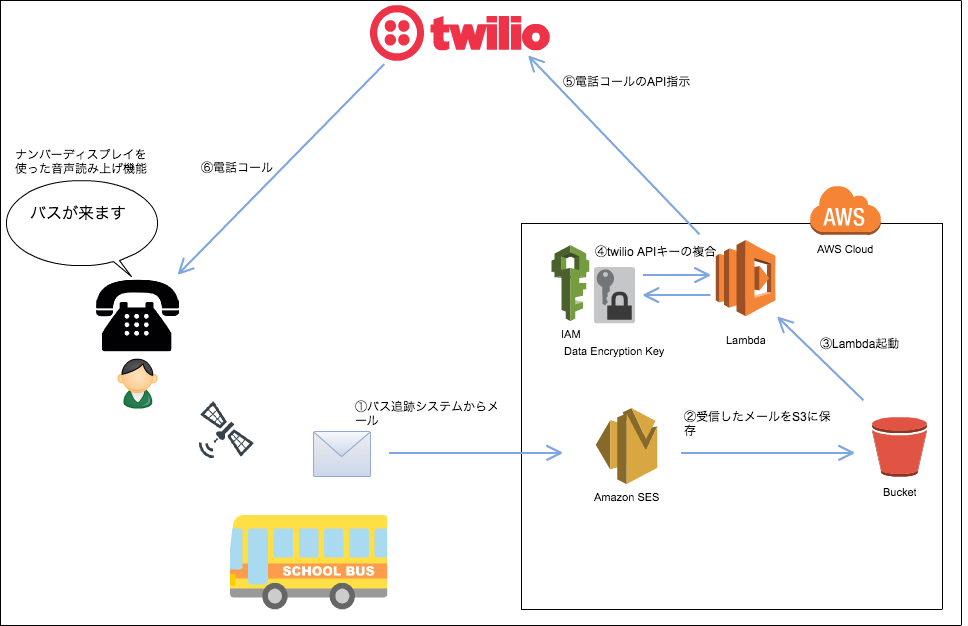 twilio
⑤電話コールのAPI指示
ナンバーディスプレイを
使った音声読み上げ機能
⑥電話コール
バスが来ます
AWS
AWS Cloud
④twilio APIキーの複合
IAM
Data Encryption Key
Lambda
③Lambda起動
①バス追跡システムからメ
ール
②受信したメールをS3に保
存
Amazon SES
Bucket
SCHOOL BUS